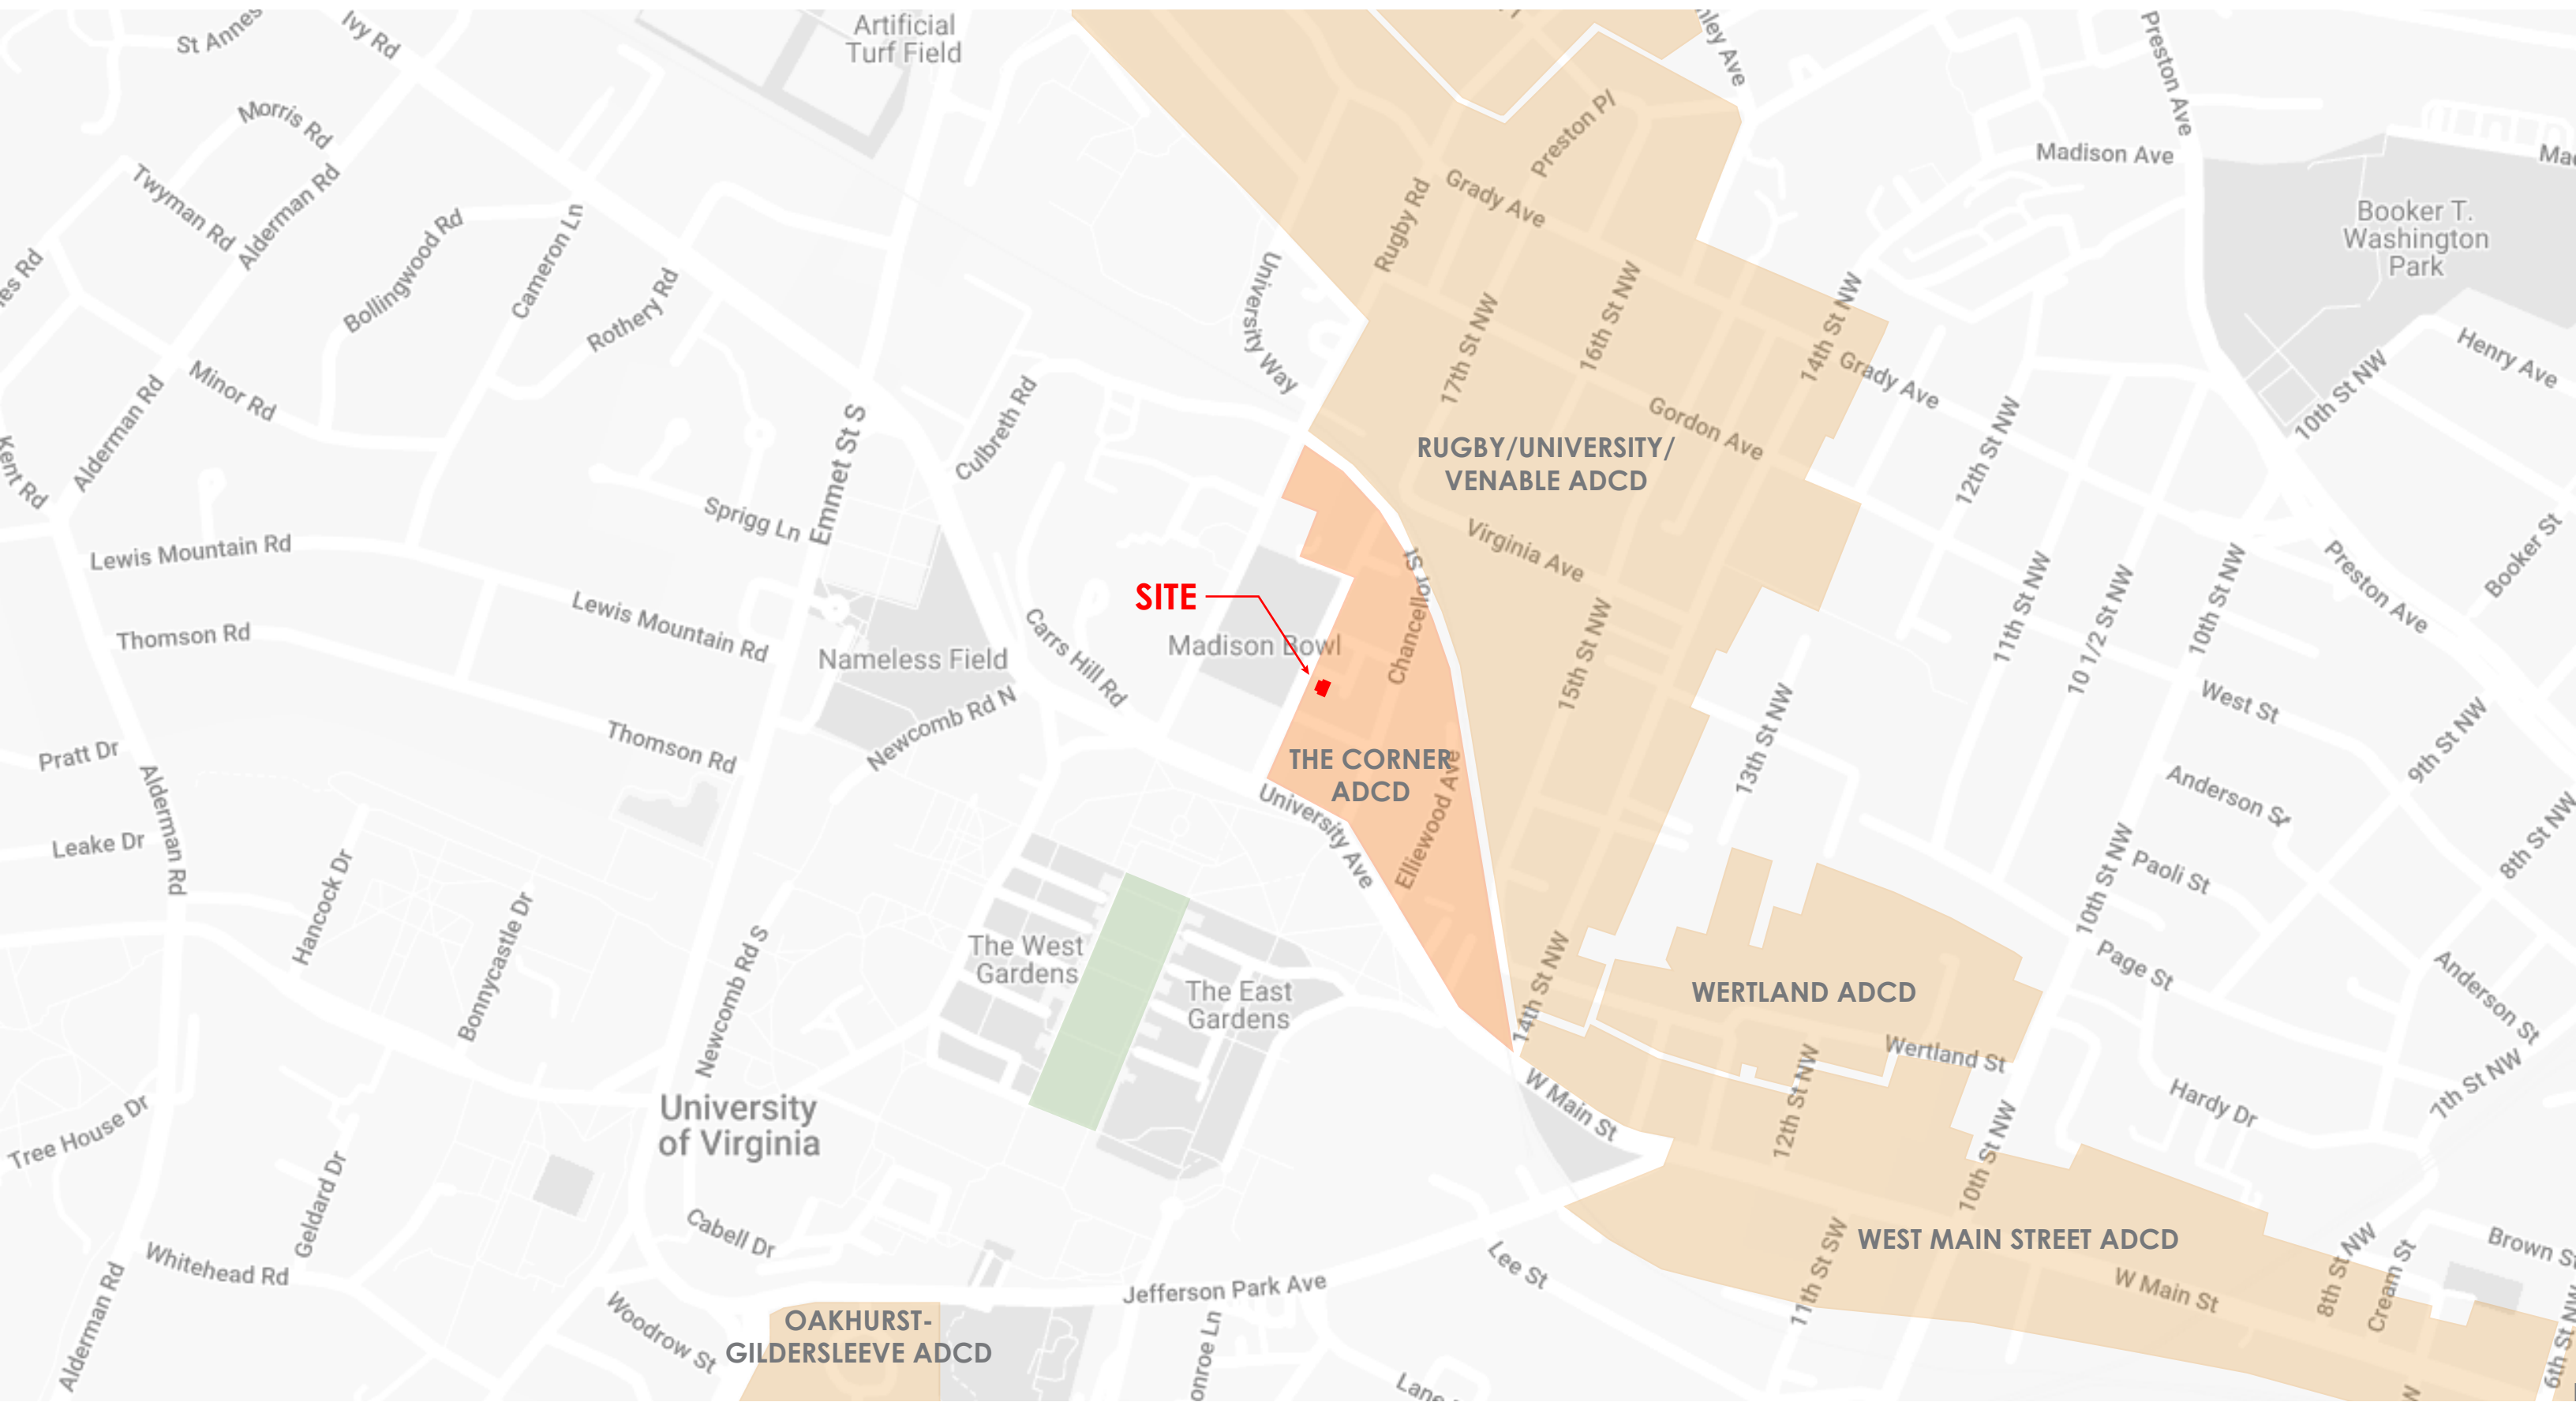 St Annes
Ivy Rd
Artificial
Turf Field
Preston Ave
Morris Rd
Twyman Rd
Alderman Rd
Bollingwood Rd
Cameron Ln
Rothery Rd
University Way
Rugby Rd
Grady Ave
Preston Pl
Madison Ave
Booker T.
Washington
Park
Henry Ave
10th St NW
Minor Rd
Alderman Rd
Kent Rd
Emmet St S
Culbreth Rd
17th St NW
16th St NW
14th St NW
Grady Ave
Gordon Ave
12th St NW
RUGBY/UNIVERSITY/
VENABLE ADCD
Sprigg Ln
Lewis Mountain Rd
Virginia Ave
Chancellor St
SITE
Madison Bowl
Lewis Mountain Rd
Thomson Rd
Nameless Field
Carrs Hill Rd
Newcomb Rd N
15th St NW
11th St NW
10 1/2 St NW
10th St NW
Preston Ave
Booker St
West St
9th St NW
Thomson Rd
Pratt Dr
Alderman Rd
Leake Dr
THE CORNER
ADCD
University Ave
Elliewood Ave
13th St NW
Anderson St
8th St NW
Paoli St
10th St NW
Page St
Hancock Dr
Bonnycastle Dr
Newcomb Rd S
The West
Gardens
The East
Gardens
14th St NW
WERTLAND ADCD
Wertland St
Anderson St
7th St NW
Hardy Dr
W Main St
12th St NW
10th St NW
University
of Virginia
Tree House Dr
Geldard Dr
Whitehead Rd
Cabell Dr
Alderman Rd
Woodrow St
OAKHURST-
GILDERSLEEVE ADCD
Jefferson Park Ave
Lee St
11th St SW
WEST MAIN STREET ADCD
W Main St
8th St NW
Cream St
Brown S
6th St NW
onroe Ln
Lane